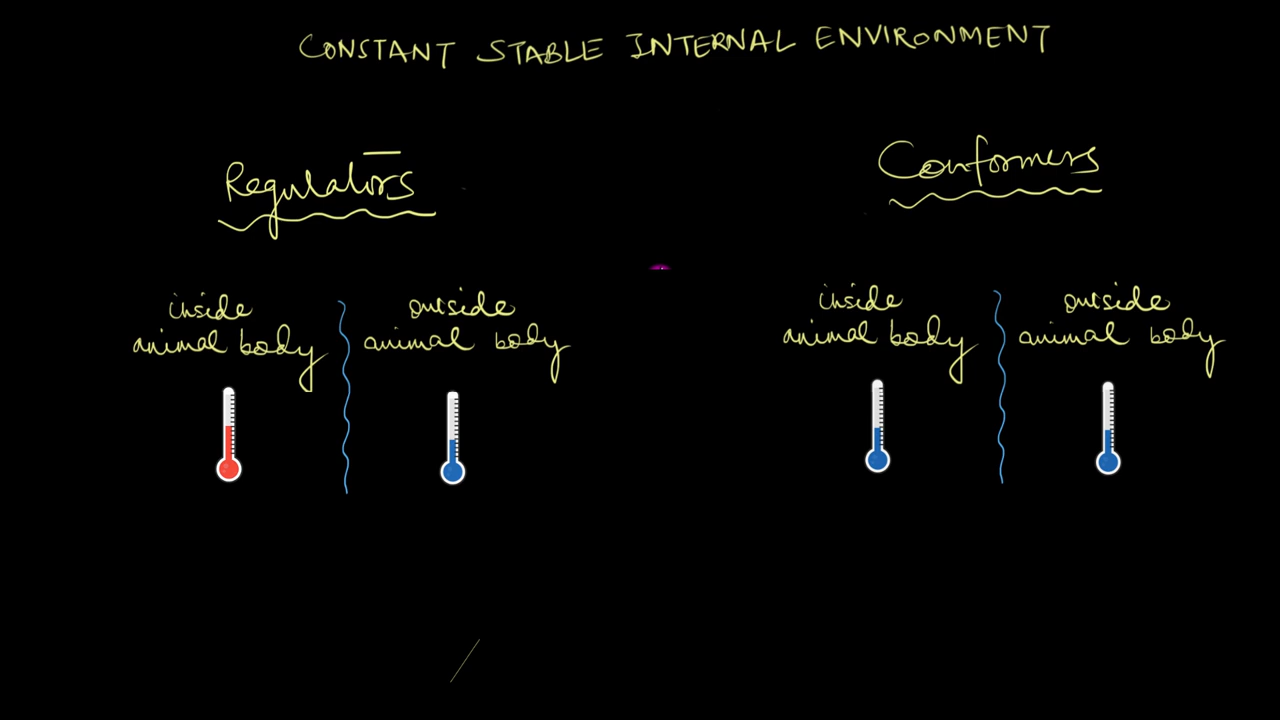 CONSTANT STABLE INTERNAL ENVIRONMENT
Regulators
Conformers
inside
animal body
outside
animal body
inside
animal body
outside
animal body